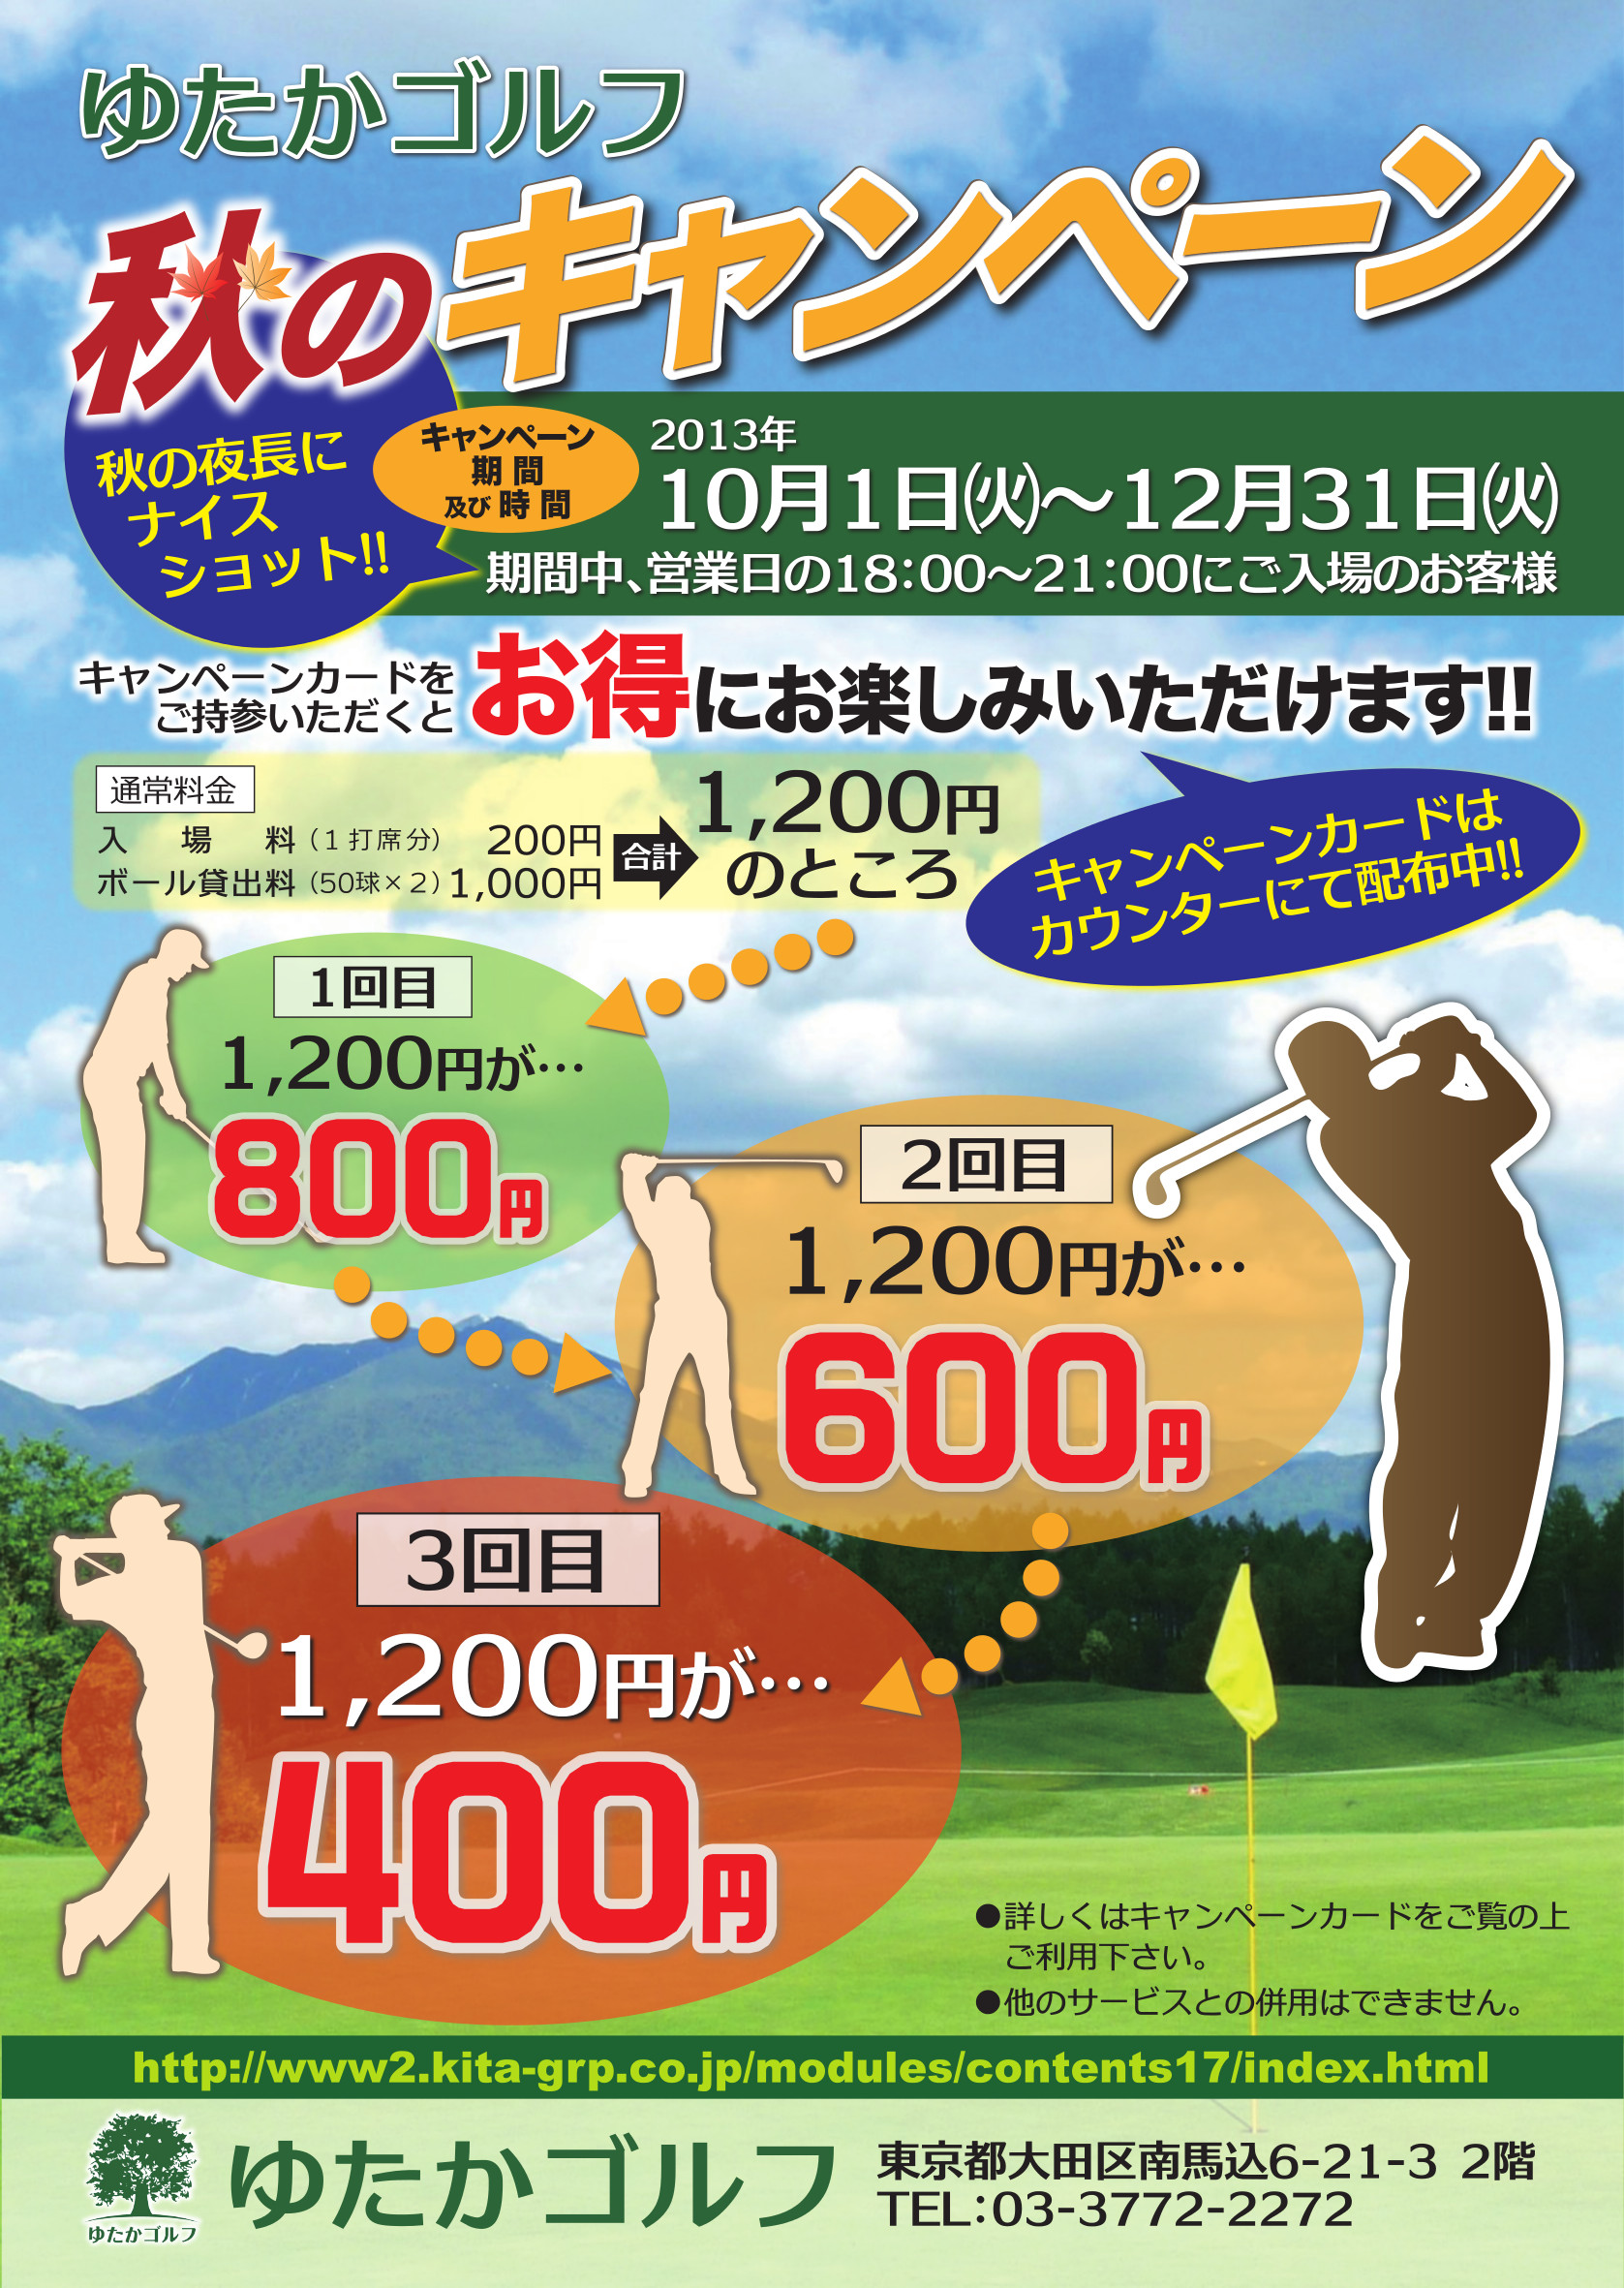 ゆたかゴルフ
秋のキャンペーン
秋の夜長に
ナイス
ショット!!
キャンペーン
期間
及び時間
2013年
10月1日㈫～12月31日㈫
期間中、営業日の18:00～21:00にご入場のお客様
キャンペーンカードを
ご持参いただくと
お得にお楽しみいただけます!!
通常料金
入場料（1打席分） 200円
ボール貸出料（50球×2）1,000円
合計
1,200円
のところ
キャンペーンカードは
カウンターにて配布中!!
1回目
1,200円が…
800円
2回目
1,200円が…
600円
3回目
1,200円が…
400円
●詳しくはキャンペーンカードをご覧の上
ご利用下さい。
●他のサービスとの併用はできません。
http://www2.kita-grp.co.jp/modules/contents17/index.html
ゆたかゴルフ
ゆたかゴルフ
東京都大田区南馬込6-21-3 2階
TEL:03-3772-2272